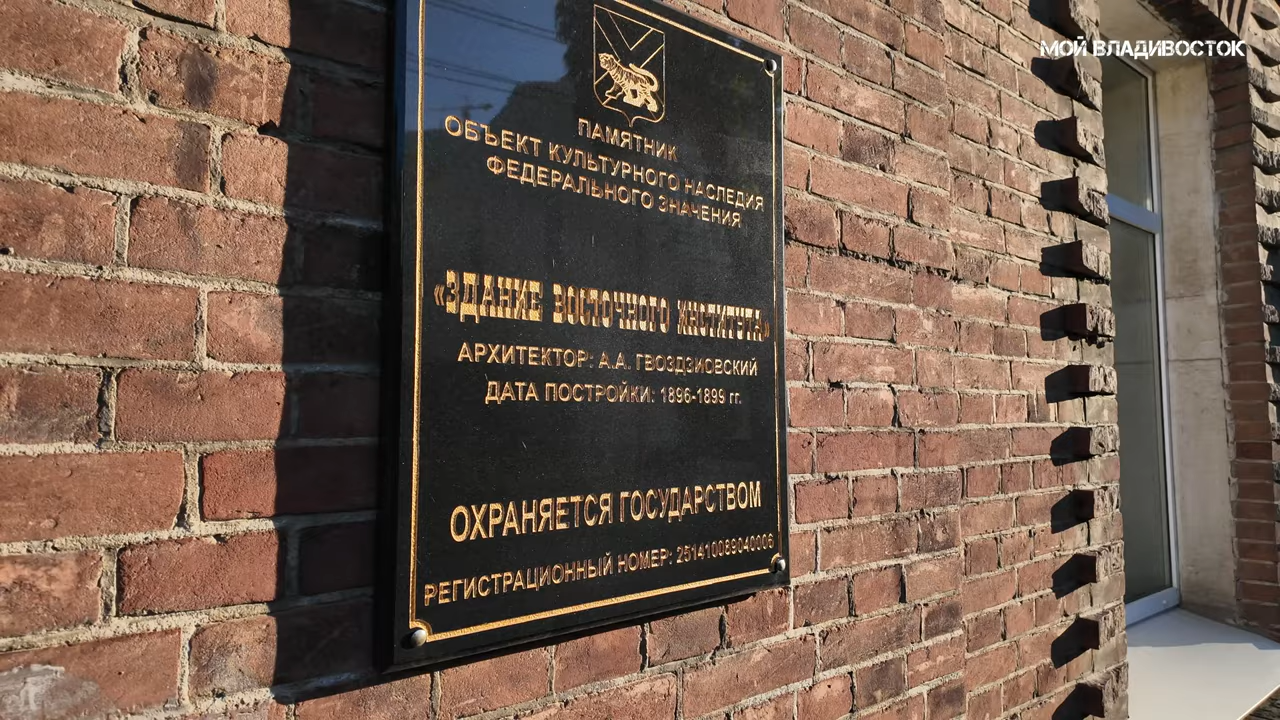 МОЙ ВЛАДИВОСТОК
ПАМЯТНИК
ОБЪЕКТ КУЛЬТУРНОГО НАСЛЕДИЯ
ФЕДЕРАЛЬНОГО ЗНАЧЕНИЯ
«ЗДАНИЕ ВОСТОЧНОГО ИНСТИТУТА»
АРХИТЕКТОР: А.А. ГВОЗДЗИОВСКИЙ
ДАТА ПОСТРОЙКИ: 1896-1899 гг.
ОХРАНЯЕТСЯ ГОСУДАРСТВОМ
РЕГИСТРАЦИОННЫЙ НОМЕР: 251410089040006